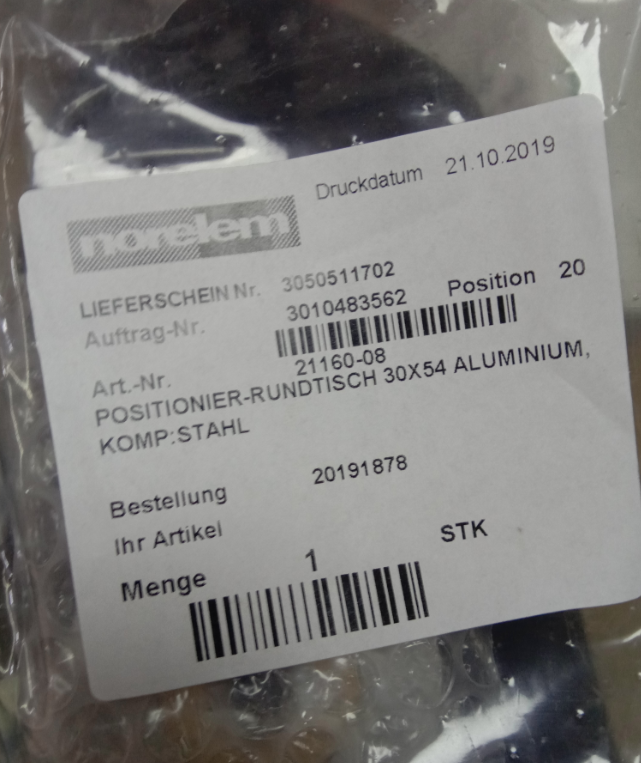 Druckdatum 21.10.2019
norelem
LIEFERSCHEIN Nr. 3050511702
Auftrag-Nr. 3010483562 Position 20
Art.-Nr. 21160-08
POSITIONIER-RUNDTISCH 30X54 ALUMINIUM,
KOMP:STAHL
Bestellung 20191878
Ihr Artikel
Menge 1 STK